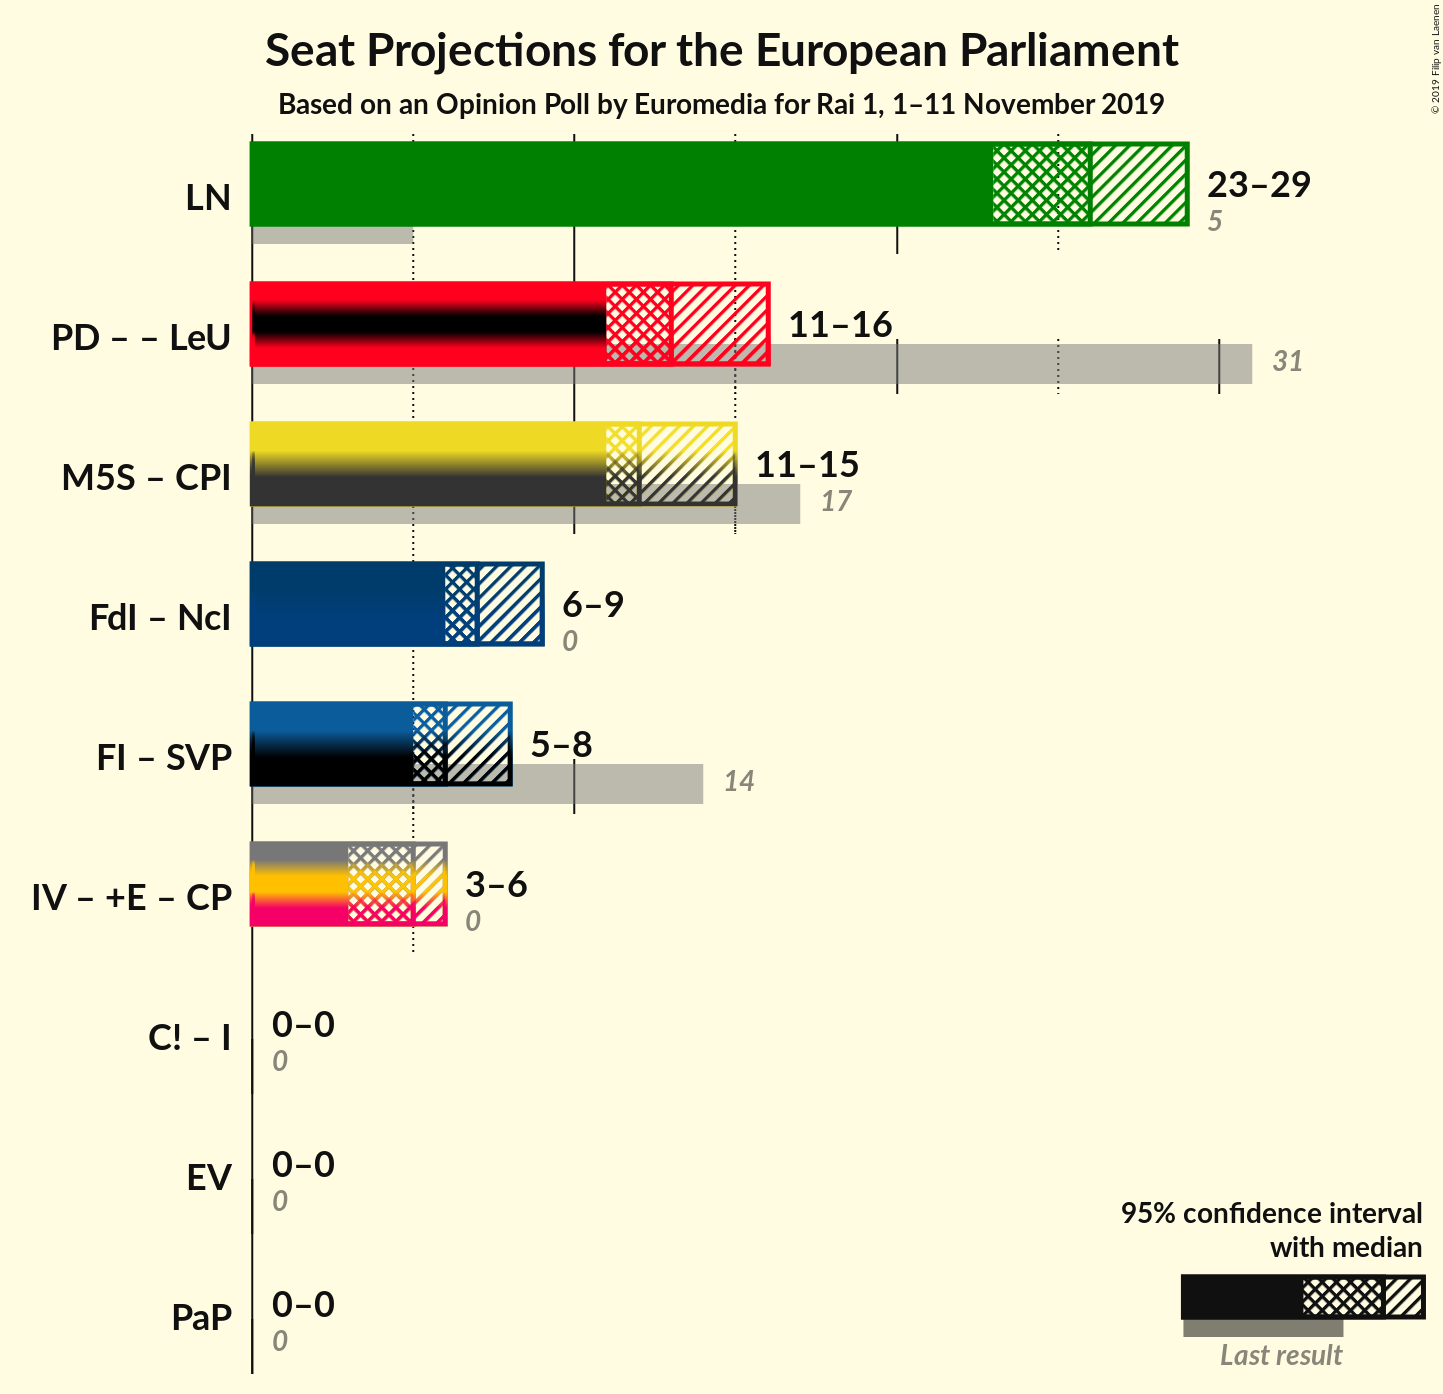 Seat Projections for the European Parliament
Based on an Opinion Poll by Euromedia for Rai 1, 1–11 November 2019
© 2019 Filip van Laenen
LN
23–29
5
PD – – LeU
11–16
31
M5S – CPI
11–15
17
FdI – NcI
6–9
0
FI – SVP
5–8
14
IV – +E – CP
3–6
0
C! – I
0–0
0
EV
0–0
0
PaP
0–0
0
95% confidence interval
with median
Last result